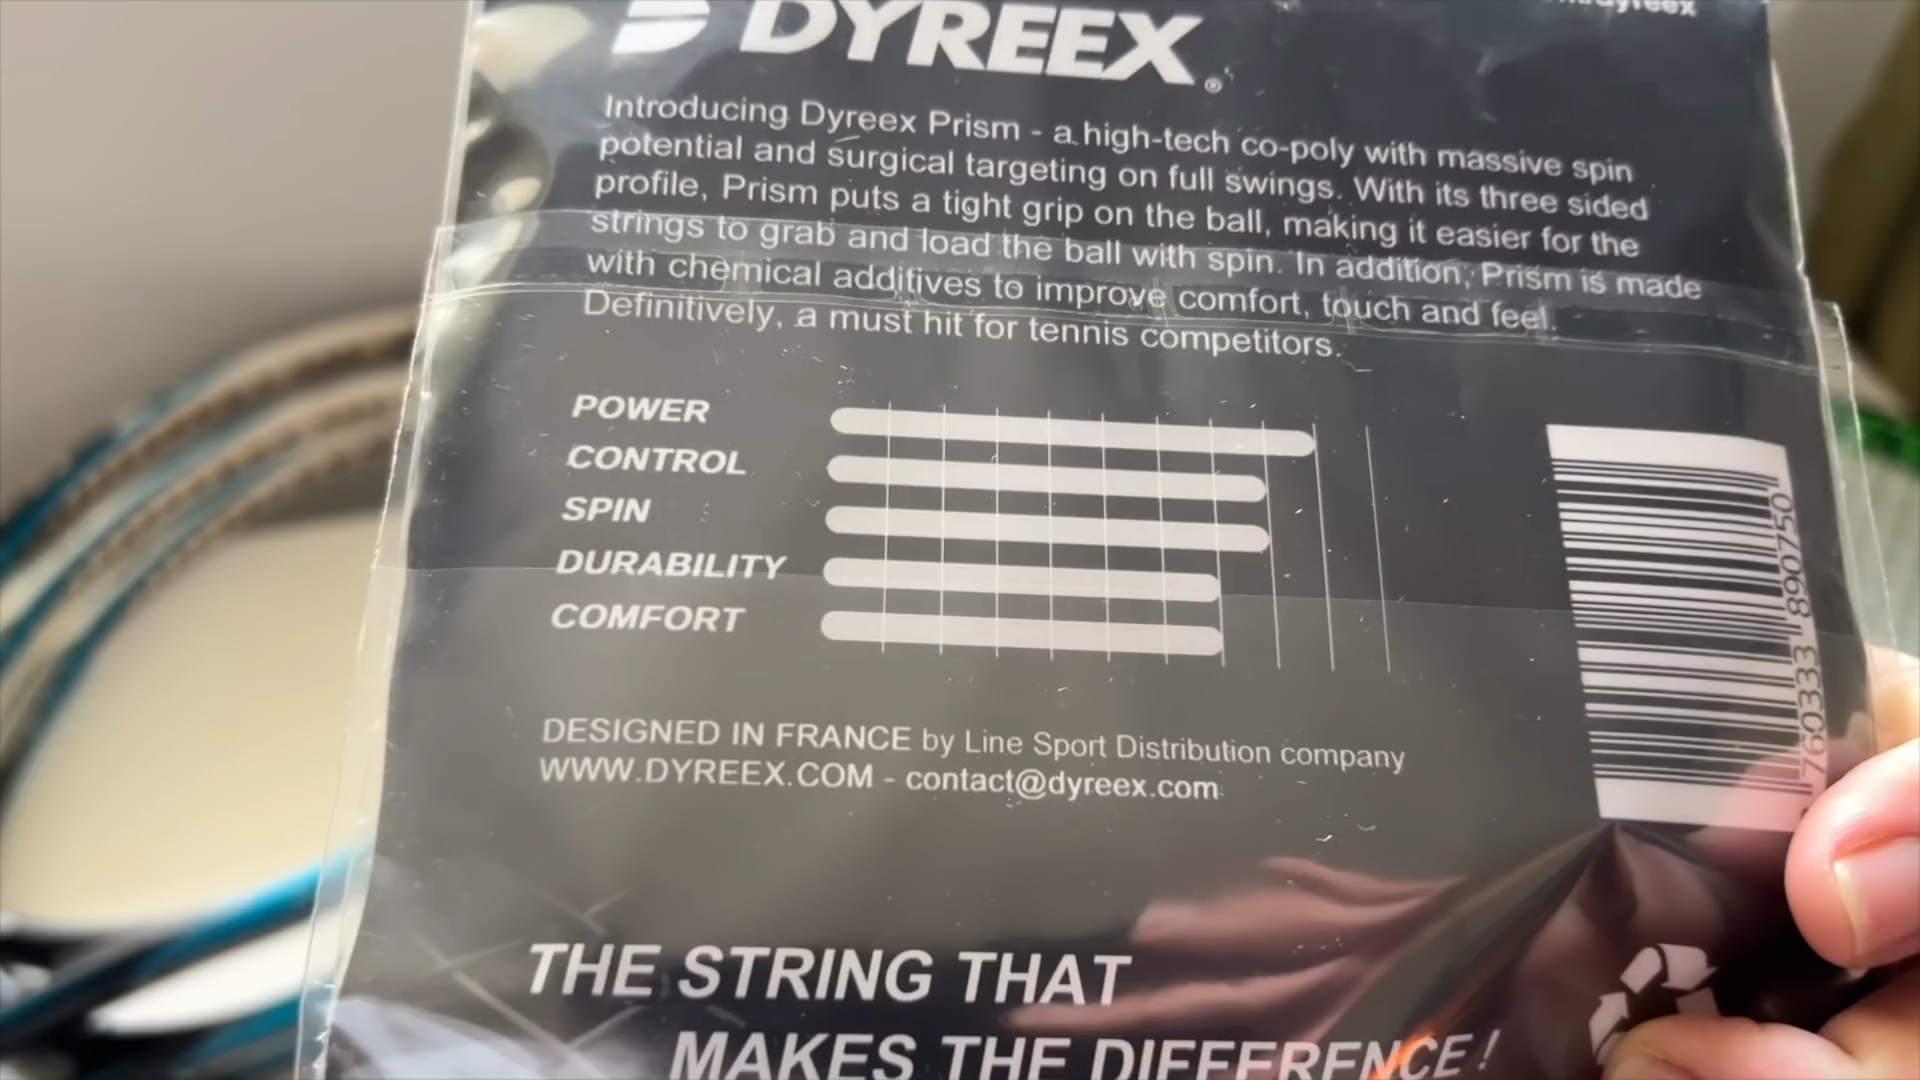 DYREEX®
Introducing Dyreex Prism - a high-tech co-poly with massive spin
potential and surgical targeting on full swings. With its three sided
profile, Prism puts a tight grip on the ball, making it easier for the
strings to grab and load the ball with spin. In addition, Prism is made
with chemical additifives to improve comfort, touch and feel.
Definitively, a must hit for tennis competitors.
POWER
CONTROL
SPIN
DURABILITY
COMFORT
760333 890750
DESIGNED IN FRANCE by Line Sport Distribution company
WWW.DYREEX.COM - contact@dyreex.com
THE STRING THAT
MAKES THE DIFFERENCE!